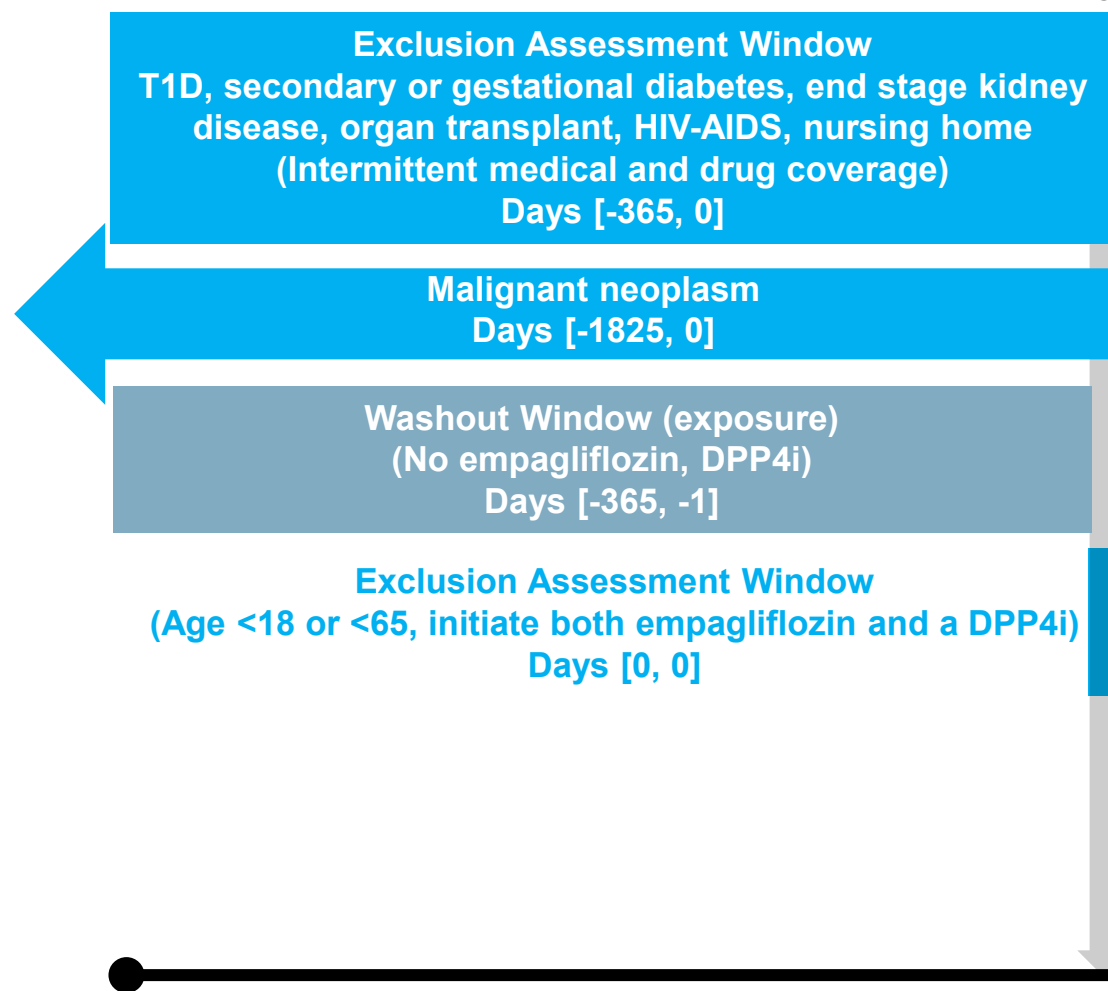 Exclusion Assessment Window
T1D, secondary or gestational diabetes, end stage kidney
disease, organ transplant, HIV-AIDS, nursing home
(Intermittent medical and drug coverage)
Days [-365, 0]
Malignant neoplasm
Days [-1825, 0]
Washout Window (exposure)
(No empagliflozin, DPP4i)
Days [-365, -1]
Exclusion Assessment Window
(Age <18 or <65, initiate both empagliflozin and a DPP4i)
Days [0, 0]